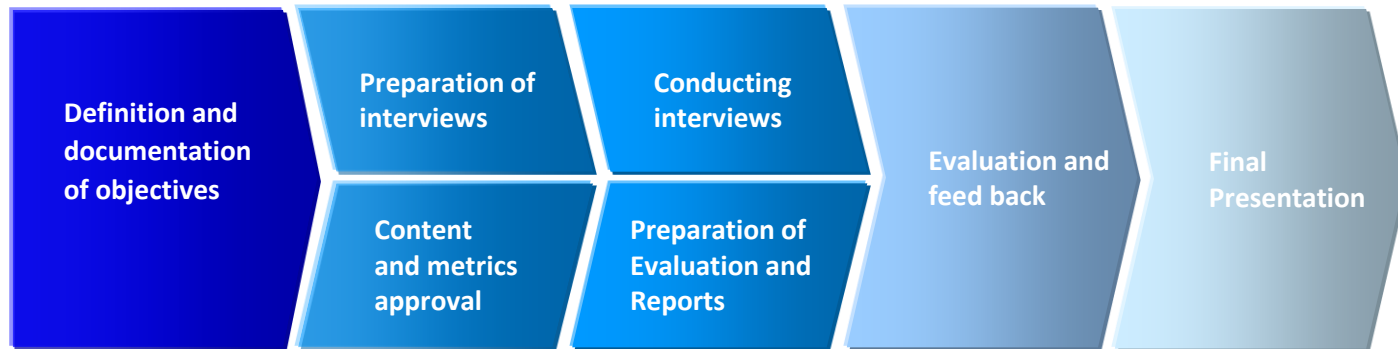 Definition and
documentation
of objectives
Preparation of
interviews
Content
and metrics
approval
Conducting
interviews
Preparation of
Evaluation and
Reports
Evaluation and
feed back
Final
Presentation